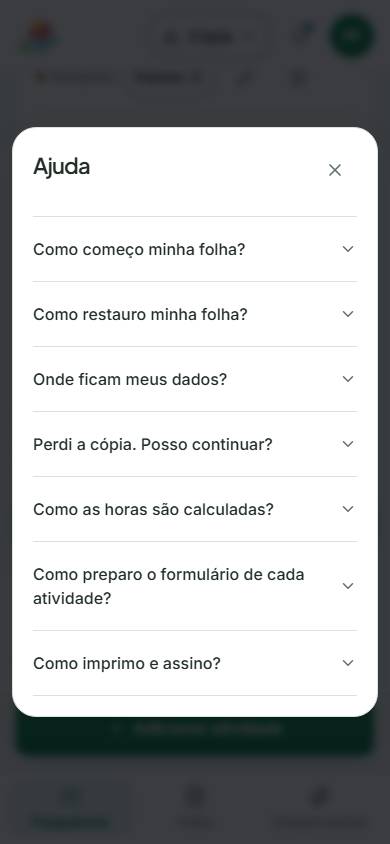 Ajuda
Como começo minha folha?
Como restauro minha folha?
Onde ficam meus dados?
Perdi a cópia. Posso continuar?
Como as horas são calculadas?
Como preparo o formulário de cada
atividade?
Como imprimo e assino?